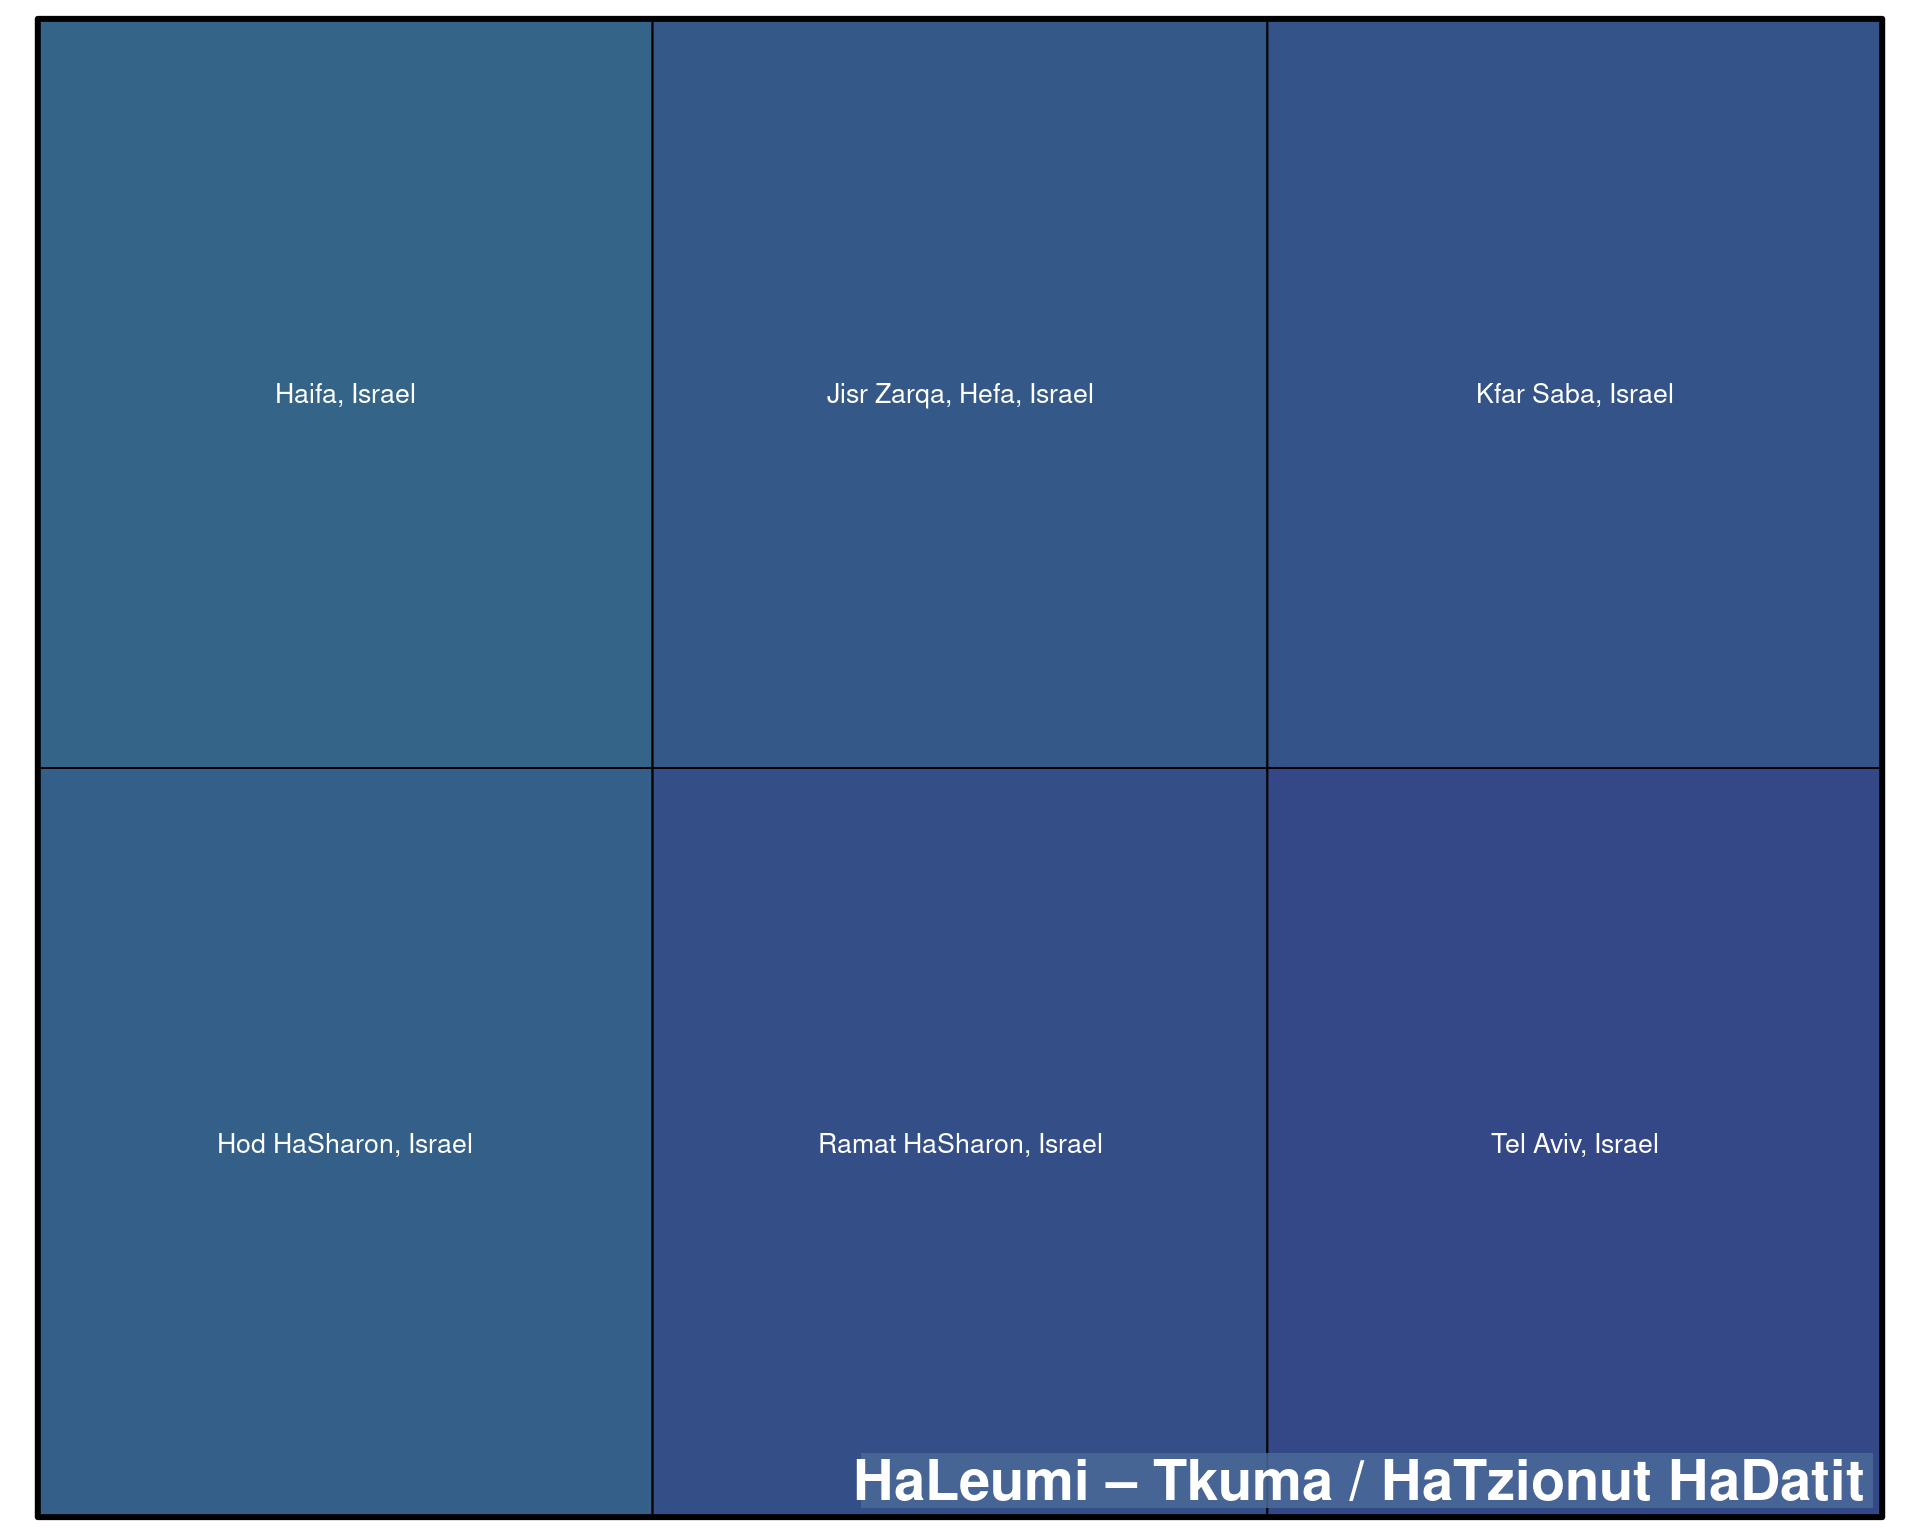 Haifa, Israel
Jisr Zarqa, Hefa, Israel
Kfar Saba, Israel
Hod HaSharon, Israel
Ramat HaSharon, Israel
Tel Aviv, Israel
HaLeumi – Tkuma / HaTzionut HaDatit